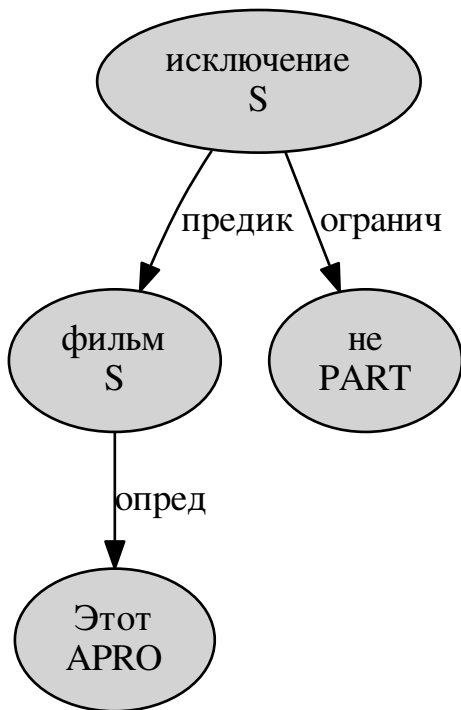 исключение
S
предик
огранич
фильм
S
не
PART
опред
Этот
APRO